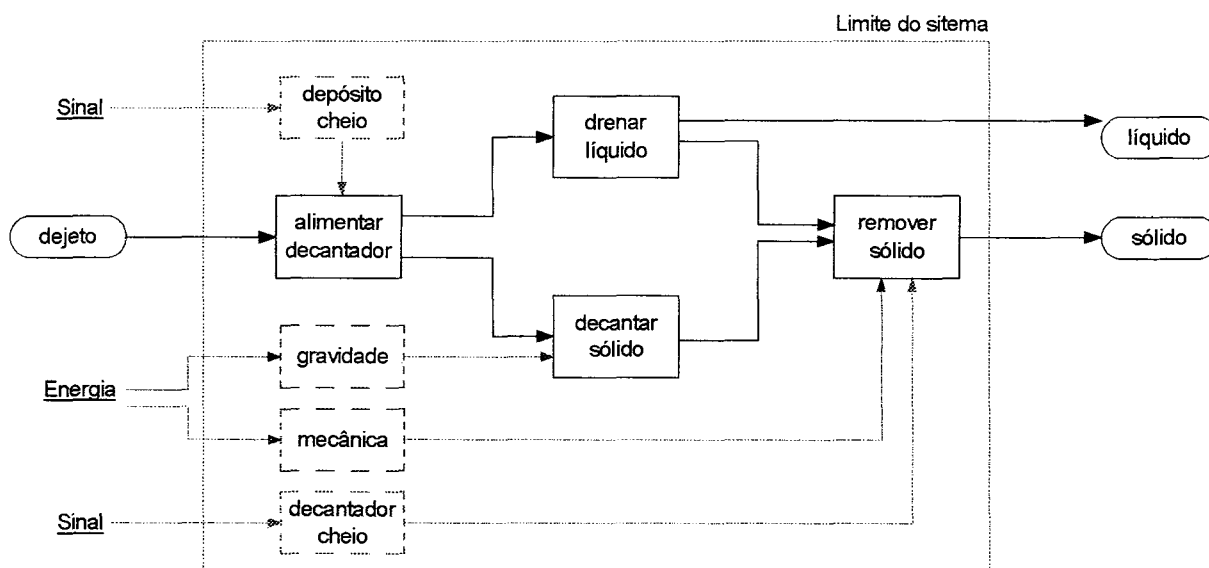 Limite do sitema
Sinal
depósito
cheio
drenar
líquido
líquido
dejeto
alimentar
decantador
remover
sólido
sólido
decantar
sólido
gravidade
Energia
mecânica
Sinal
decantador
cheio